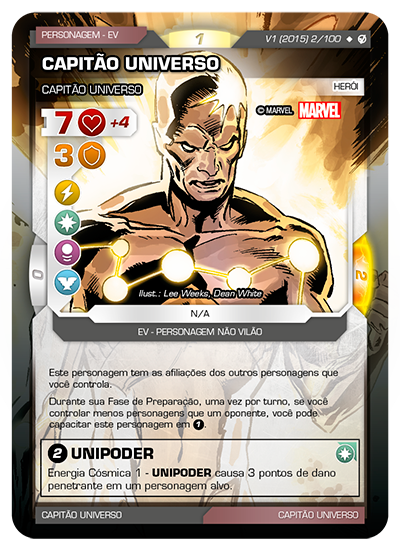 PERSONAGEM - EV
1
V1 (2015) 2/100
CAPITÃO UNIVERSO
CAPITÃO UNIVERSO
HERÓI
7 +4
© MARVEL MARVEL
3
0
2
Ilust.: Lee Weeks, Dean White
N/A
EV - PERSONAGEM NÃO VILÃO
Este personagem tem as afiliações dos outros personagens que
você controla.
Durante sua Fase de Preparação, uma vez por turno, se você
controlar menos personagens que um oponente, você pode
capacitar este personagem em 1.
2 UNIPODER
Energia Cósmica 1 - UNIPODER causa 3 pontos de dano
penetrante em um personagem alvo.
CAPITÃO UNIVERSO
CAPITÃO UNIVERSO